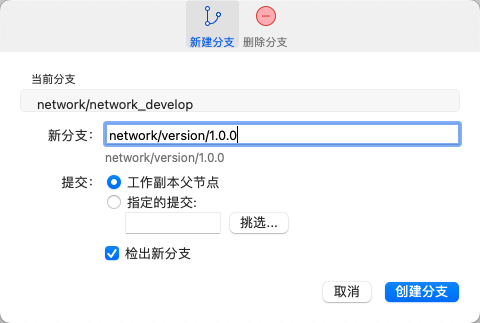 新建分支 删除分支
当前分支
network/network_develop
新分支: network/version/1.0.0
network/version/1.0.0
提交: 工作副本父节点
指定的提交:
挑选...
检出新分支
取消 创建分支